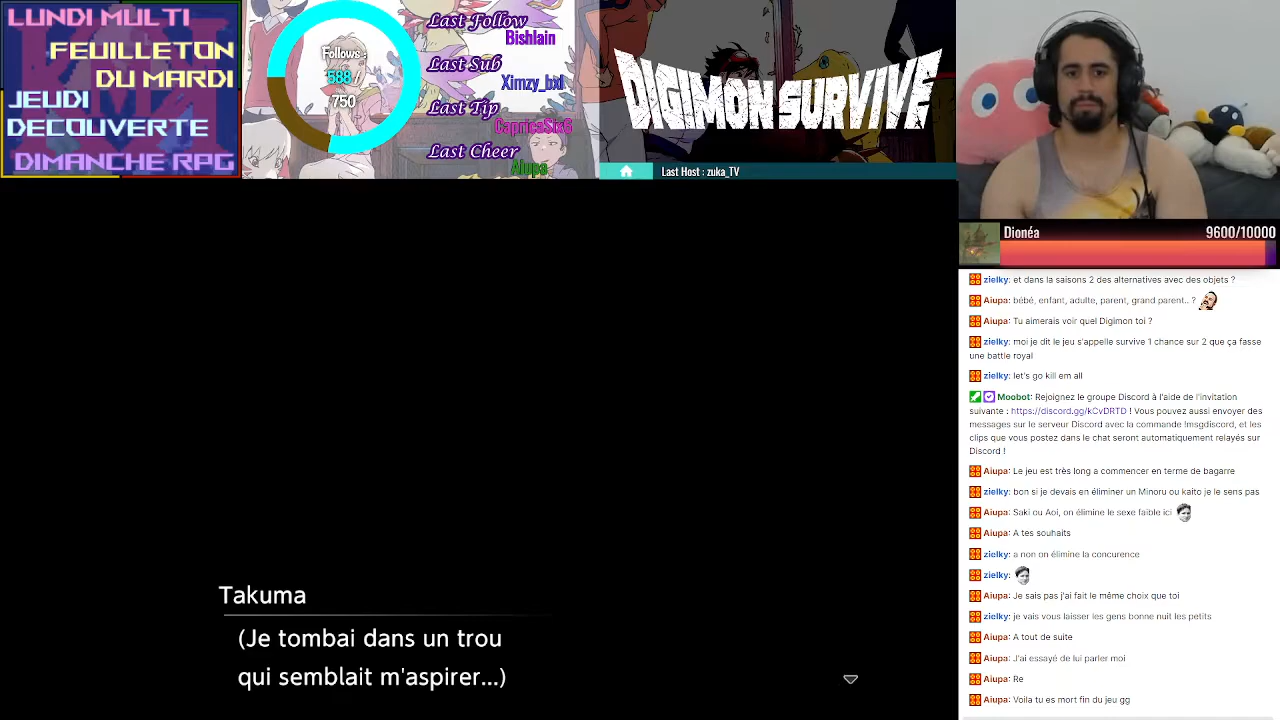 LUNDI MULTI
FEUILLETON
DU MARDI
JEUDI
DECOUVERTE
DIMANCHE RPG
Follows :
588 /
750
Last Follow
Bishlain
Last Sub
Ximzy_bxl
Last Tip
CapricaSix6
Last Cheer
Aiupa
DIGIMON SURVIVE
Last Host : zuka_TV
Dionéa 9600/10000
zielky: et dans la saisons 2 des alternatives avec des objets ?
Aiupa: bébé, enfant, adulte, parent, grand parent.. ?
Aiupa: Tu aimerais voir quel Digimon toi ?
zielky: moi je dit le jeu s'appelle survive 1 chance sur 2 que ça fasse
une battle royal
zielky: let's go kill em all
Moobot: Rejoignez le groupe Discord à l'aide de l'invitation
suivante : https://discord.gg/kCvDRTD ! Vous pouvez aussi envoyer des
messages sur le serveur Discord avec la commande !msgdiscord, et les
clips que vous postez dans le chat seront automatiquement relayés sur
Discord !
Aiupa: Le jeu est très long a commencer en terme de bagarre
zielky: bon si je devais en éliminer un Minoru ou kaito je le sens pas
Aiupa: Saki ou Aoi, on élimine le sexe faible ici
Aiupa: A tes souhaits
zielky: a non on élimine la concurence
zielky:
Aiupa: Je sais pas j'ai fait le même choix que toi
zielky: je vais vous laisser les gens bonne nuit les petits
Aiupa: A tout de suite
Aiupa: J'ai essayé de lui parler moi
Aiupa: Re
Aiupa: Voila tu es mort fin du jeu gg
Takuma
(Je tombai dans un trou
qui semblait m'aspirer...)